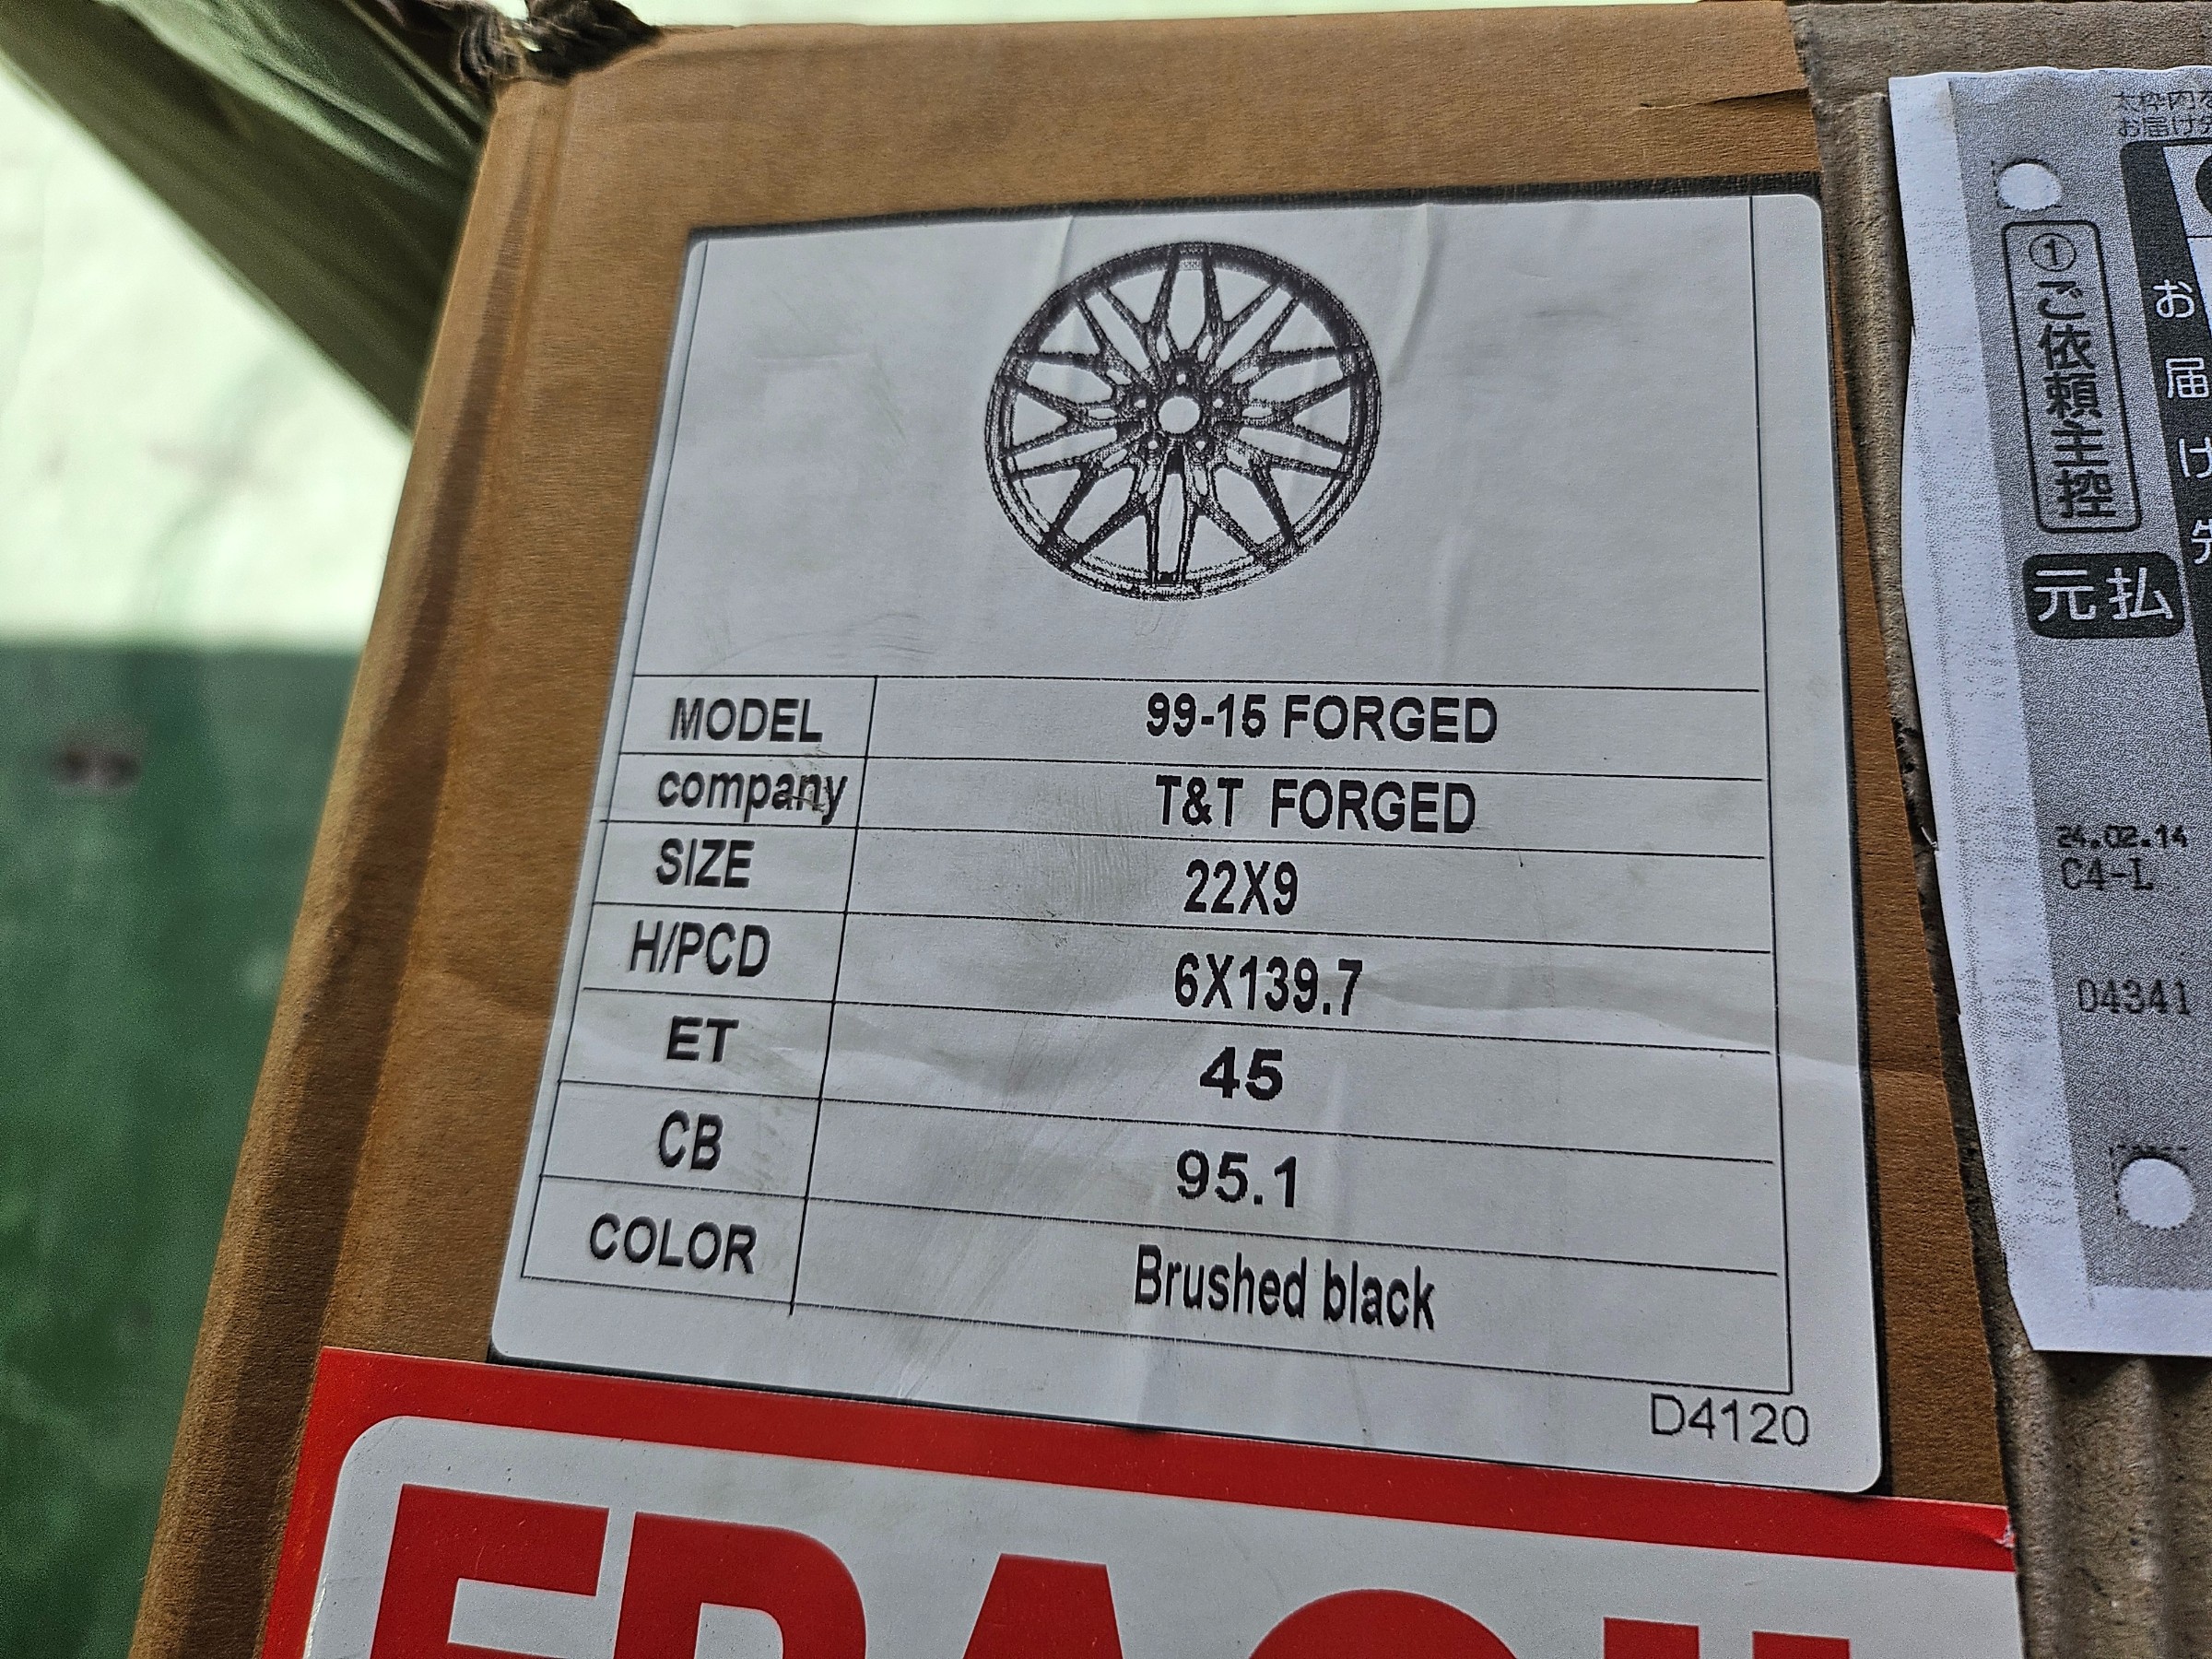 MODEL 99-15 FORGED
company T&T FORGED
SIZE 22X9
H/PCD 6X139.7
ET 45
CB 95.1
COLOR Brushed black
D4120
①ご依頼主控
元払
お届け先
24.02.14
C4-L
04341